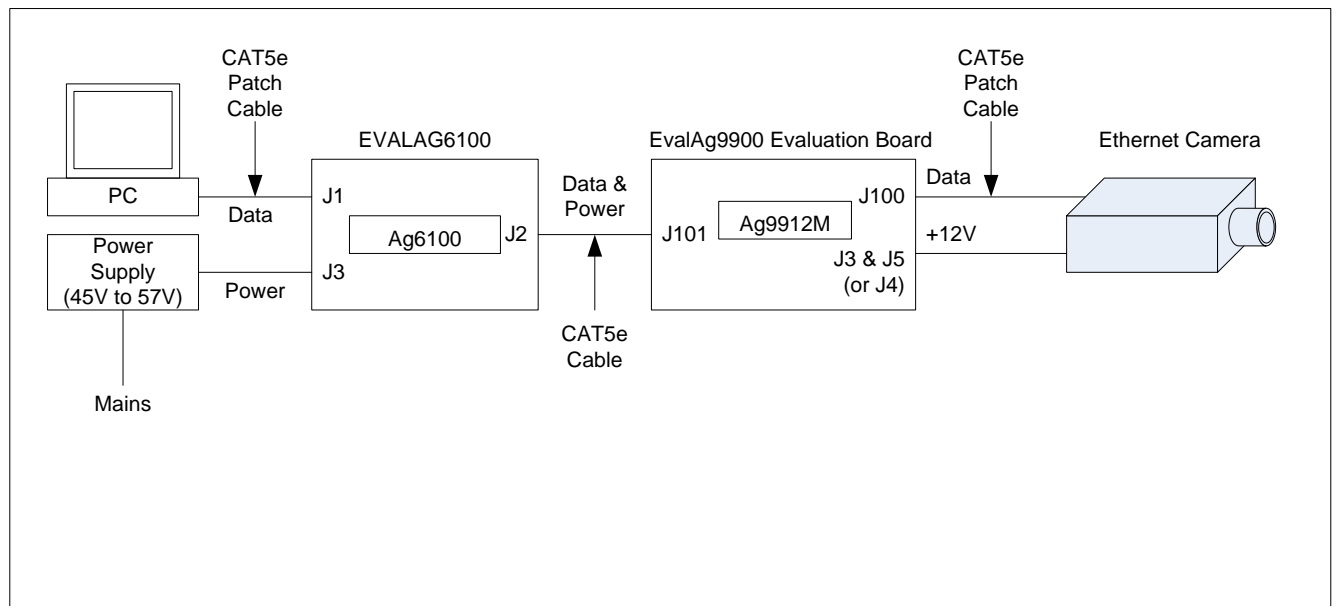 CAT5e
Patch
Cable
CAT5e
Patch
Cable
EVALAG6100
EvalAg9900 Evaluation Board
Ethernet Camera
PC
Data
J1
Ag6100
J2
Data &
Power
J101
Ag9912M
J100
Data
+12V
J3 & J5
(or J4)
Power
Supply
(45V to 57V)
Power
J3
CAT5e
Cable
Mains